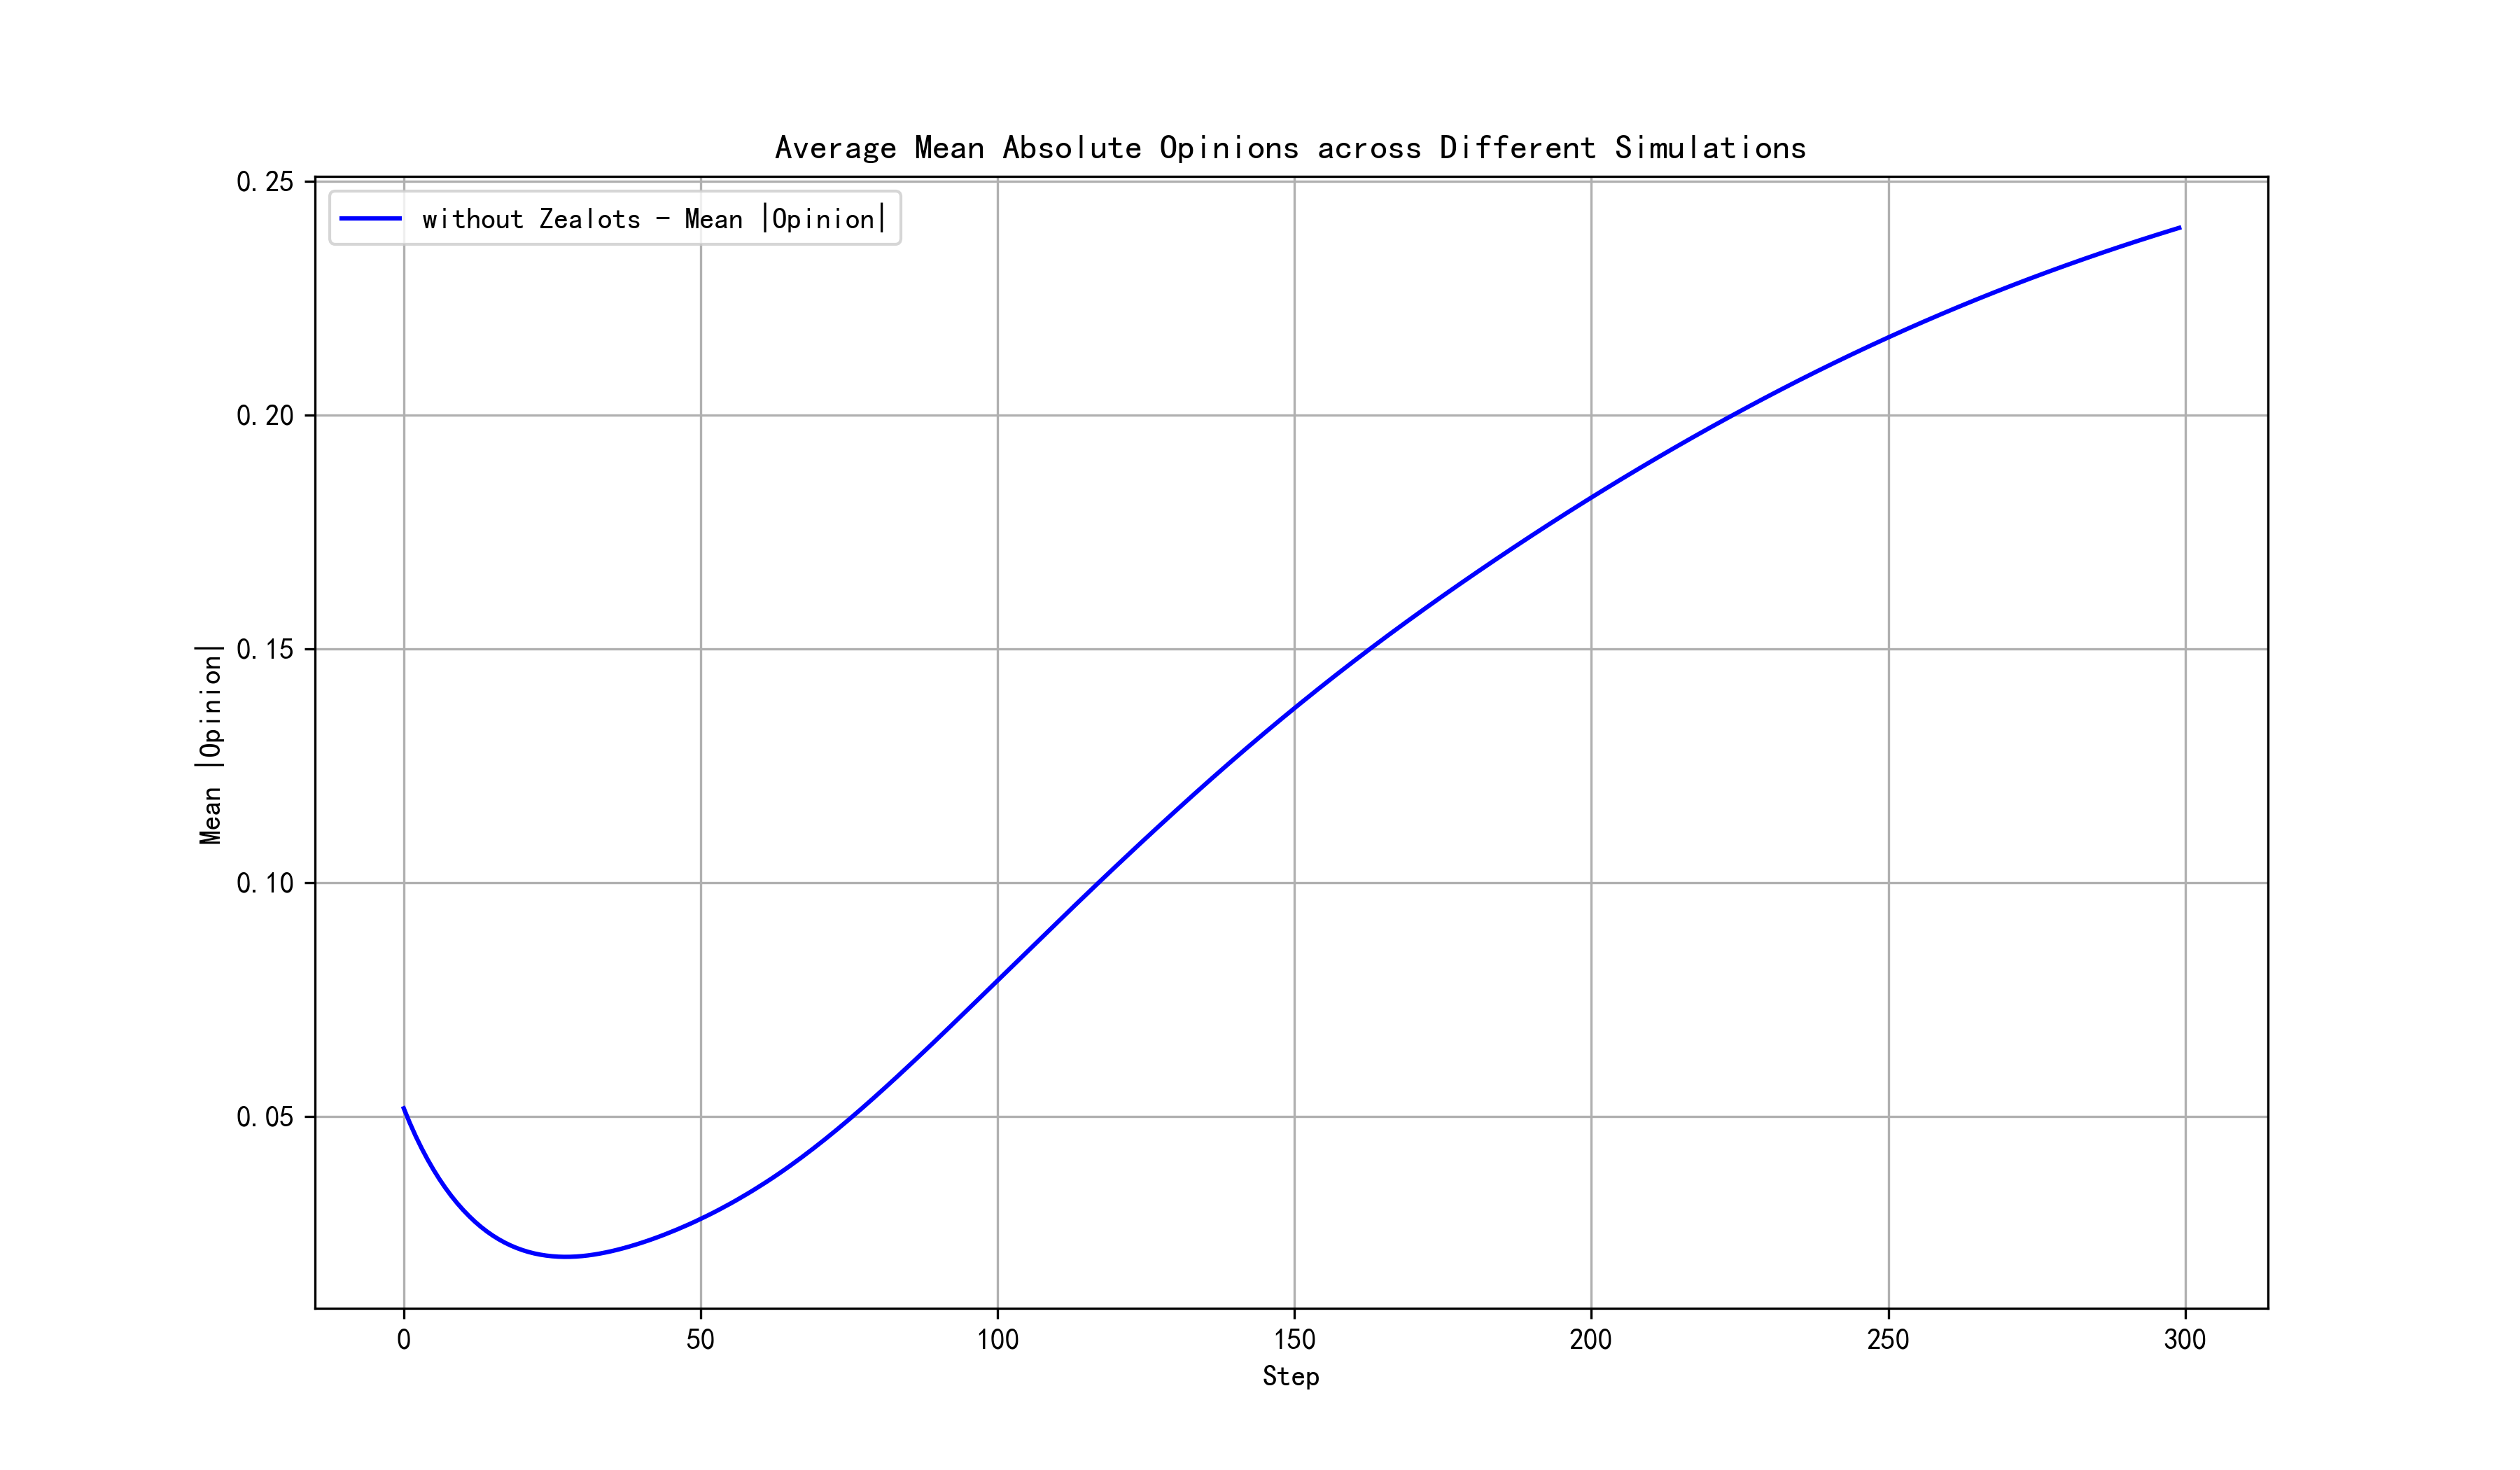 Average Mean Absolute Opinions across Different Simulations
without Zealots - Mean |Opinion|
Mean |Opinion|
0.25
0.20
0.15
0.10
0.05
0 50 100 150 200 250 300
Step